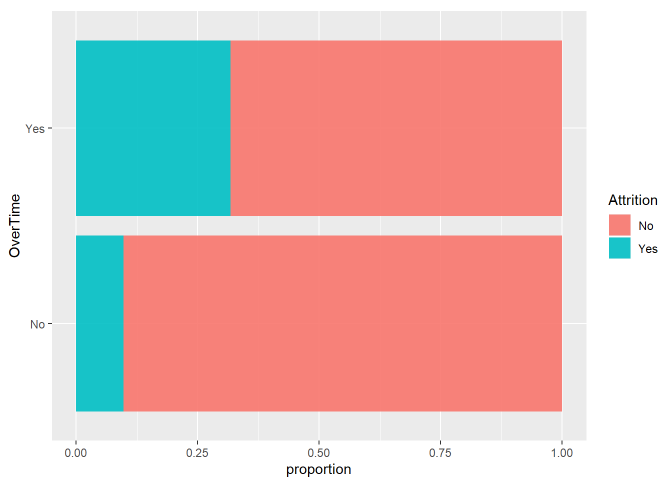 OverTime
Yes
No
0.00
0.25
0.50
0.75
1.00
proportion
Attrition
No
Yes